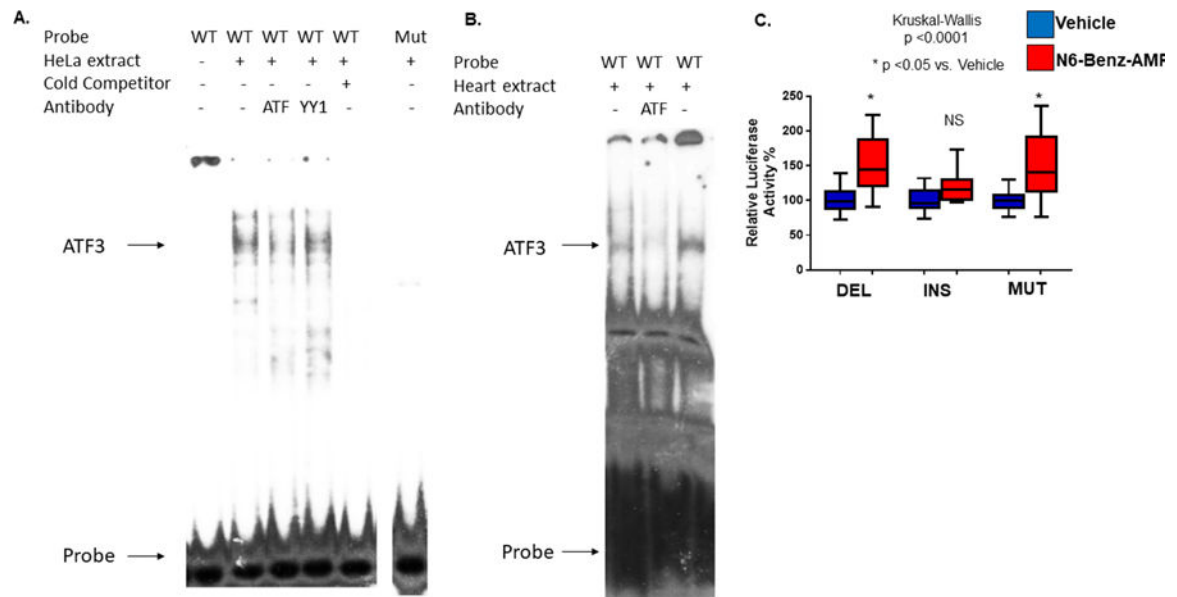 A.
Probe WT WT WT WT WT Mut
HeLa extract - + + + + +
Cold Competitor - - - - + -
Antibody - - ATF YY1 - -
ATF3
Probe
B.
Probe WT WT WT
Heart extract + + +
Antibody - ATF -
ATF3
Probe
C.
Kruskal-Wallis
p <0.0001
* p <0.05 vs. Vehicle
Vehicle
N6-Benz-AMP
Relative Luciferase
Activity %
250
200
150
100
50
0
*
NS
*
DEL INS MUT